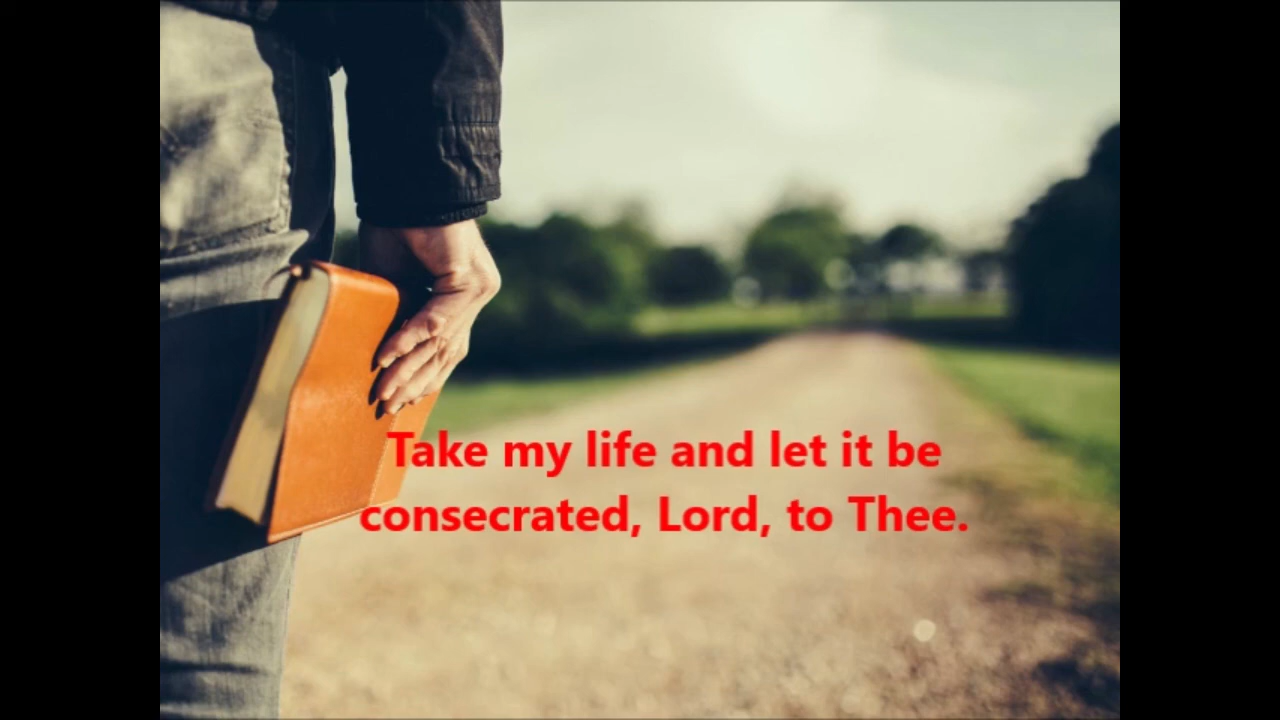 Take my life and let it be
consecrated, Lord, to Thee.